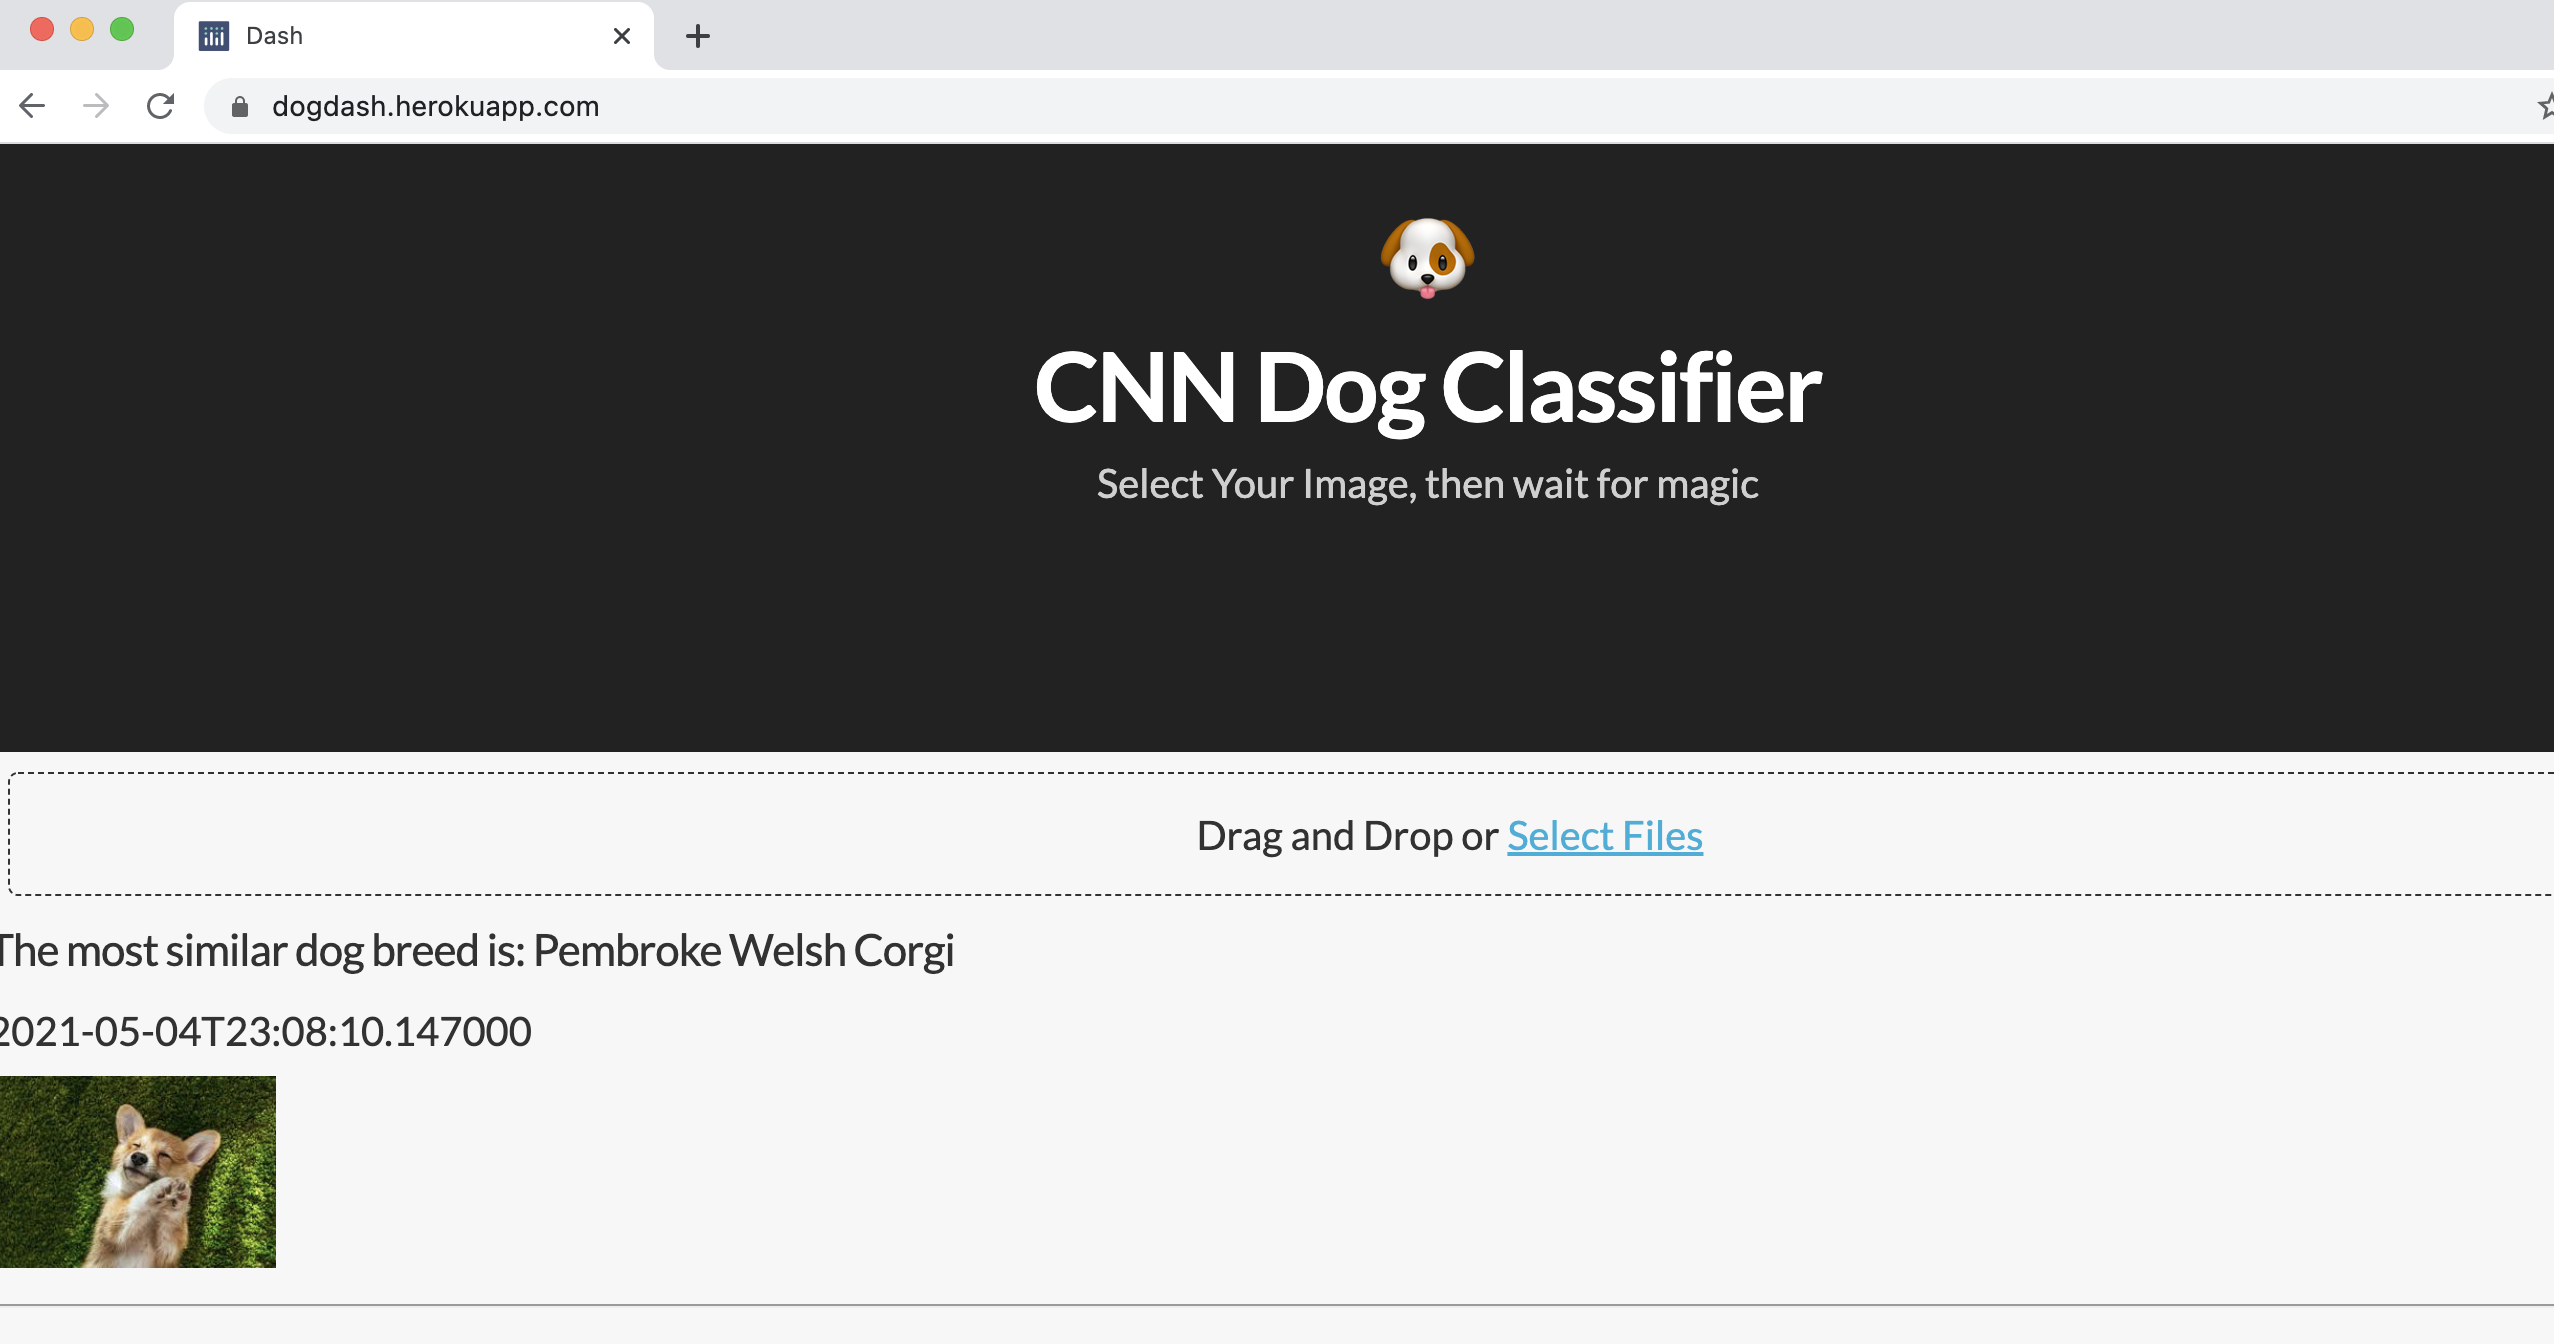 Dash
dogdash.herokuapp.com
CNN Dog Classifier
Select Your Image, then wait for magic
Drag and Drop or Select Files
The most similar dog breed is: Pembroke Welsh Corgi
2021-05-04T23:08:10.147000